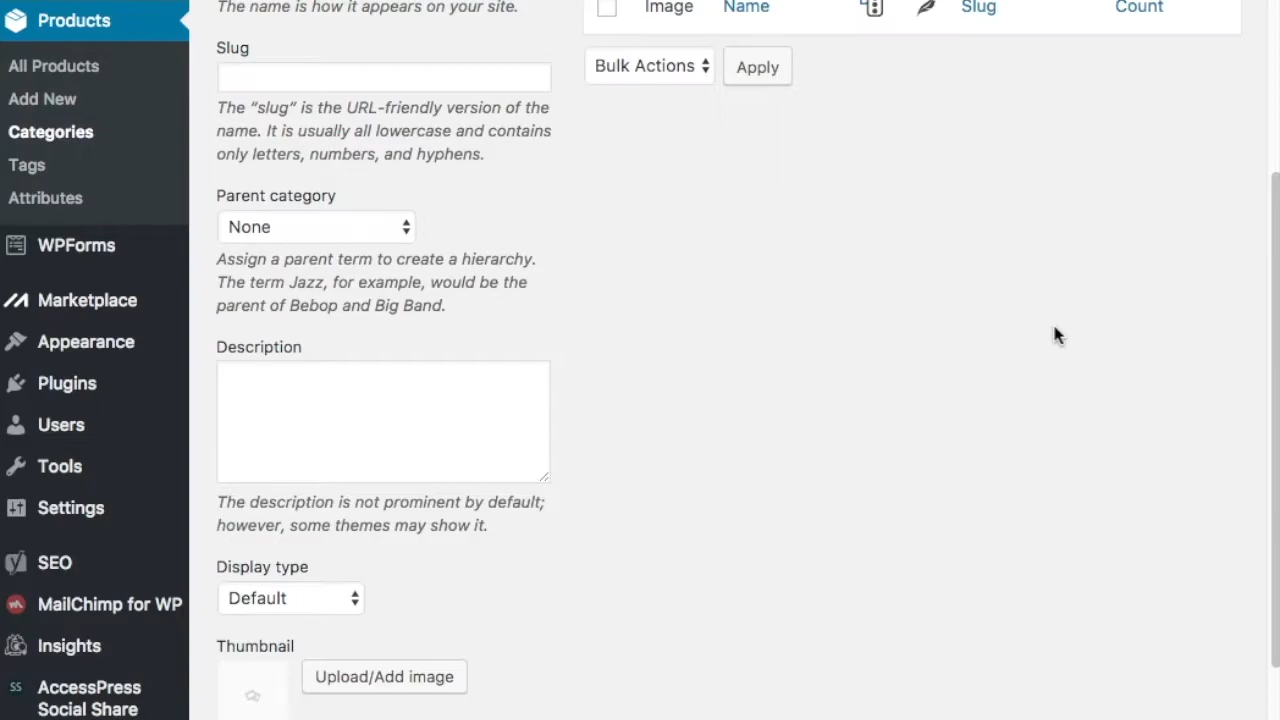 Products
All Products
Add New
Categories
Tags
Attributes
WPForms
Marketplace
Appearance
Plugins
Users
Tools
Settings
SEO
MailChimp for WP
Insights
AccessPress
Social Share
The name is how it appears on your site.
Slug
The “slug” is the URL-friendly version of the
name. It is usually all lowercase and contains
only letters, numbers, and hyphens.
Parent category
None
Assign a parent term to create a hierarchy.
The term Jazz, for example, would be the
parent of Bebop and Big Band.
Description
The description is not prominent by default;
however, some themes may show it.
Display type
Default
Thumbnail
Upload/Add image
Image Name Slug Count
Bulk Actions Apply